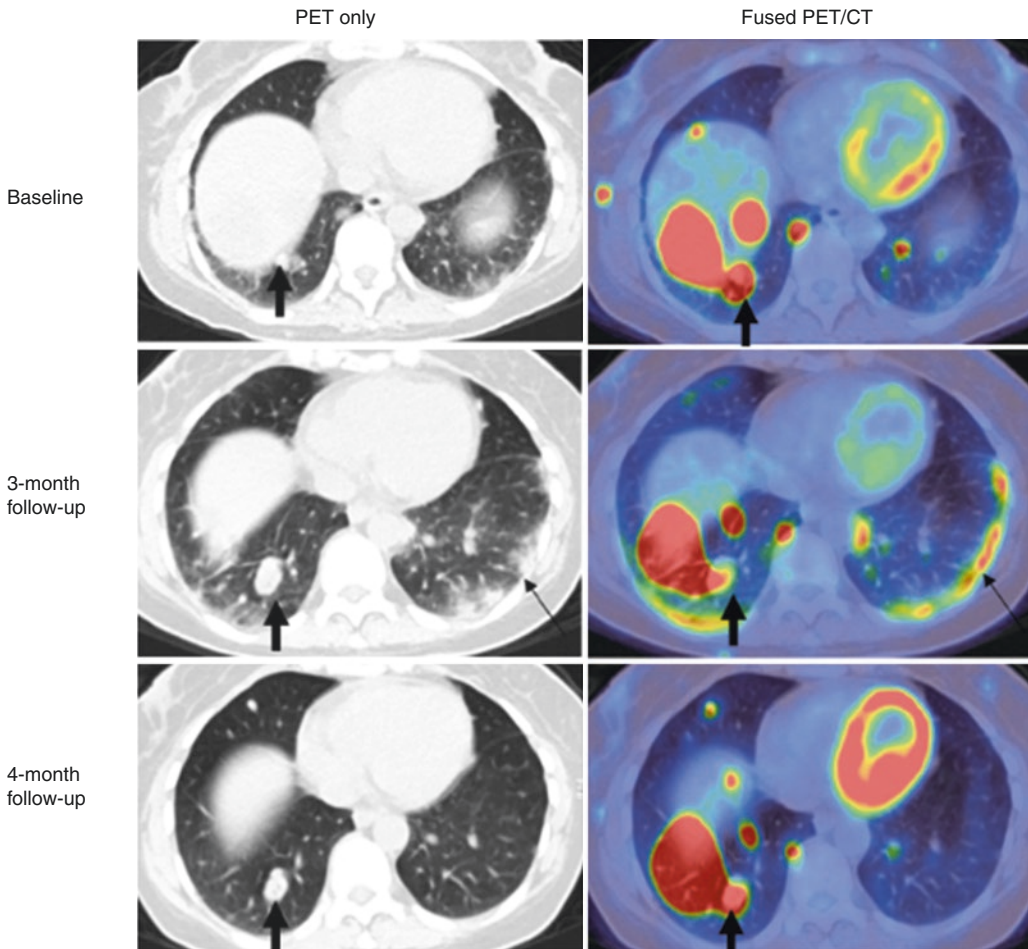 PET only
Fused PET/CT
Baseline
3-month
follow-up
4-month
follow-up